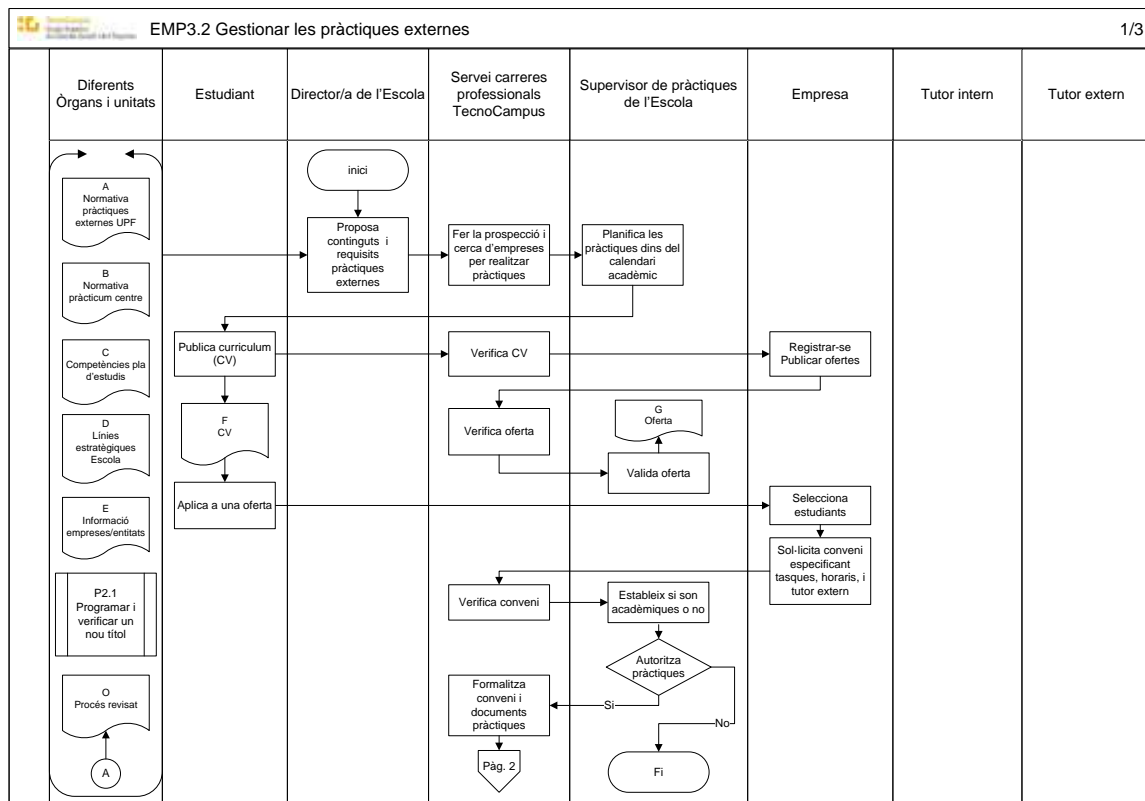 EMP3.2 Gestionar les pràctiques externes
1/3
Diferents
Òrgans i unitats
Estudiant
Director/a de l'Escola
Servei carreres
professionals
TecnoCampus
Supervisor de pràctiques
de l'Escola
Empresa
Tutor intern
Tutor extern
A
Normativa
pràctiques
externes UPF
B
Normativa
pràcticum centre
C
Competències pla
d'estudis
D
Línies
estratègiques
Escola
E
Informació
empreses/entitats
P2.1
Programar i
verificar un
nou títol
O
Procés revisat
A
inici
Proposa
continguts i
requisits
pràctiques
externes
Fer la prospecció i
cerca d'empreses
per realitzar
pràctiques
Planifica les
pràctiques dins del
calendari
acadèmic
Publica curriculum
(CV)
Verifica CV
Registrar-se
Publicar ofertes
F
CV
Verifica oferta
G
Oferta
Valida oferta
Aplica a una oferta
Selecciona
estudiants
Sol·licita conveni
especificant
tasques, horaris, i
tutor extern
Verifica conveni
Estableix si son
acadèmiques o no
Autoritza
pràctiques
Si
No
Formalitza
conveni i
documents
pràctiques
Pàg. 2
Fi